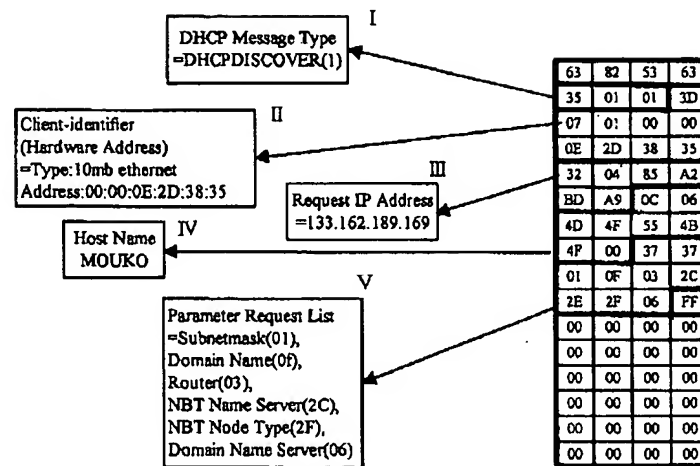 I
DHCP Message Type
=DHCPDISCOVER(1)
II
Client-identifier
(Hardware Address)
=Type:10mb ethernet
Address:00:00:0E:2D:38:35
III
Request IP Address
=133.162.189.169
IV
Host Name
MOUKO
V
Parameter Request List
=Subnetmask(01),
Domain Name(0f),
Router(03),
NBT Name Server(2C),
NBT Node Type(2F),
Domain Name Server(06)
63 82 53 63
35 01 01 3D
07 01 00 00
0E 2D 38 35
32 04 85 A2
BD A9 0C 06
4D 4F 55 4B
4F 00 37 37
01 0F 03 2C
2E 2F 06 FF
00 00 00 00
00 00 00 00
00 00 00 00
00 00 00 00
00 00 00 00
00 00 00 00